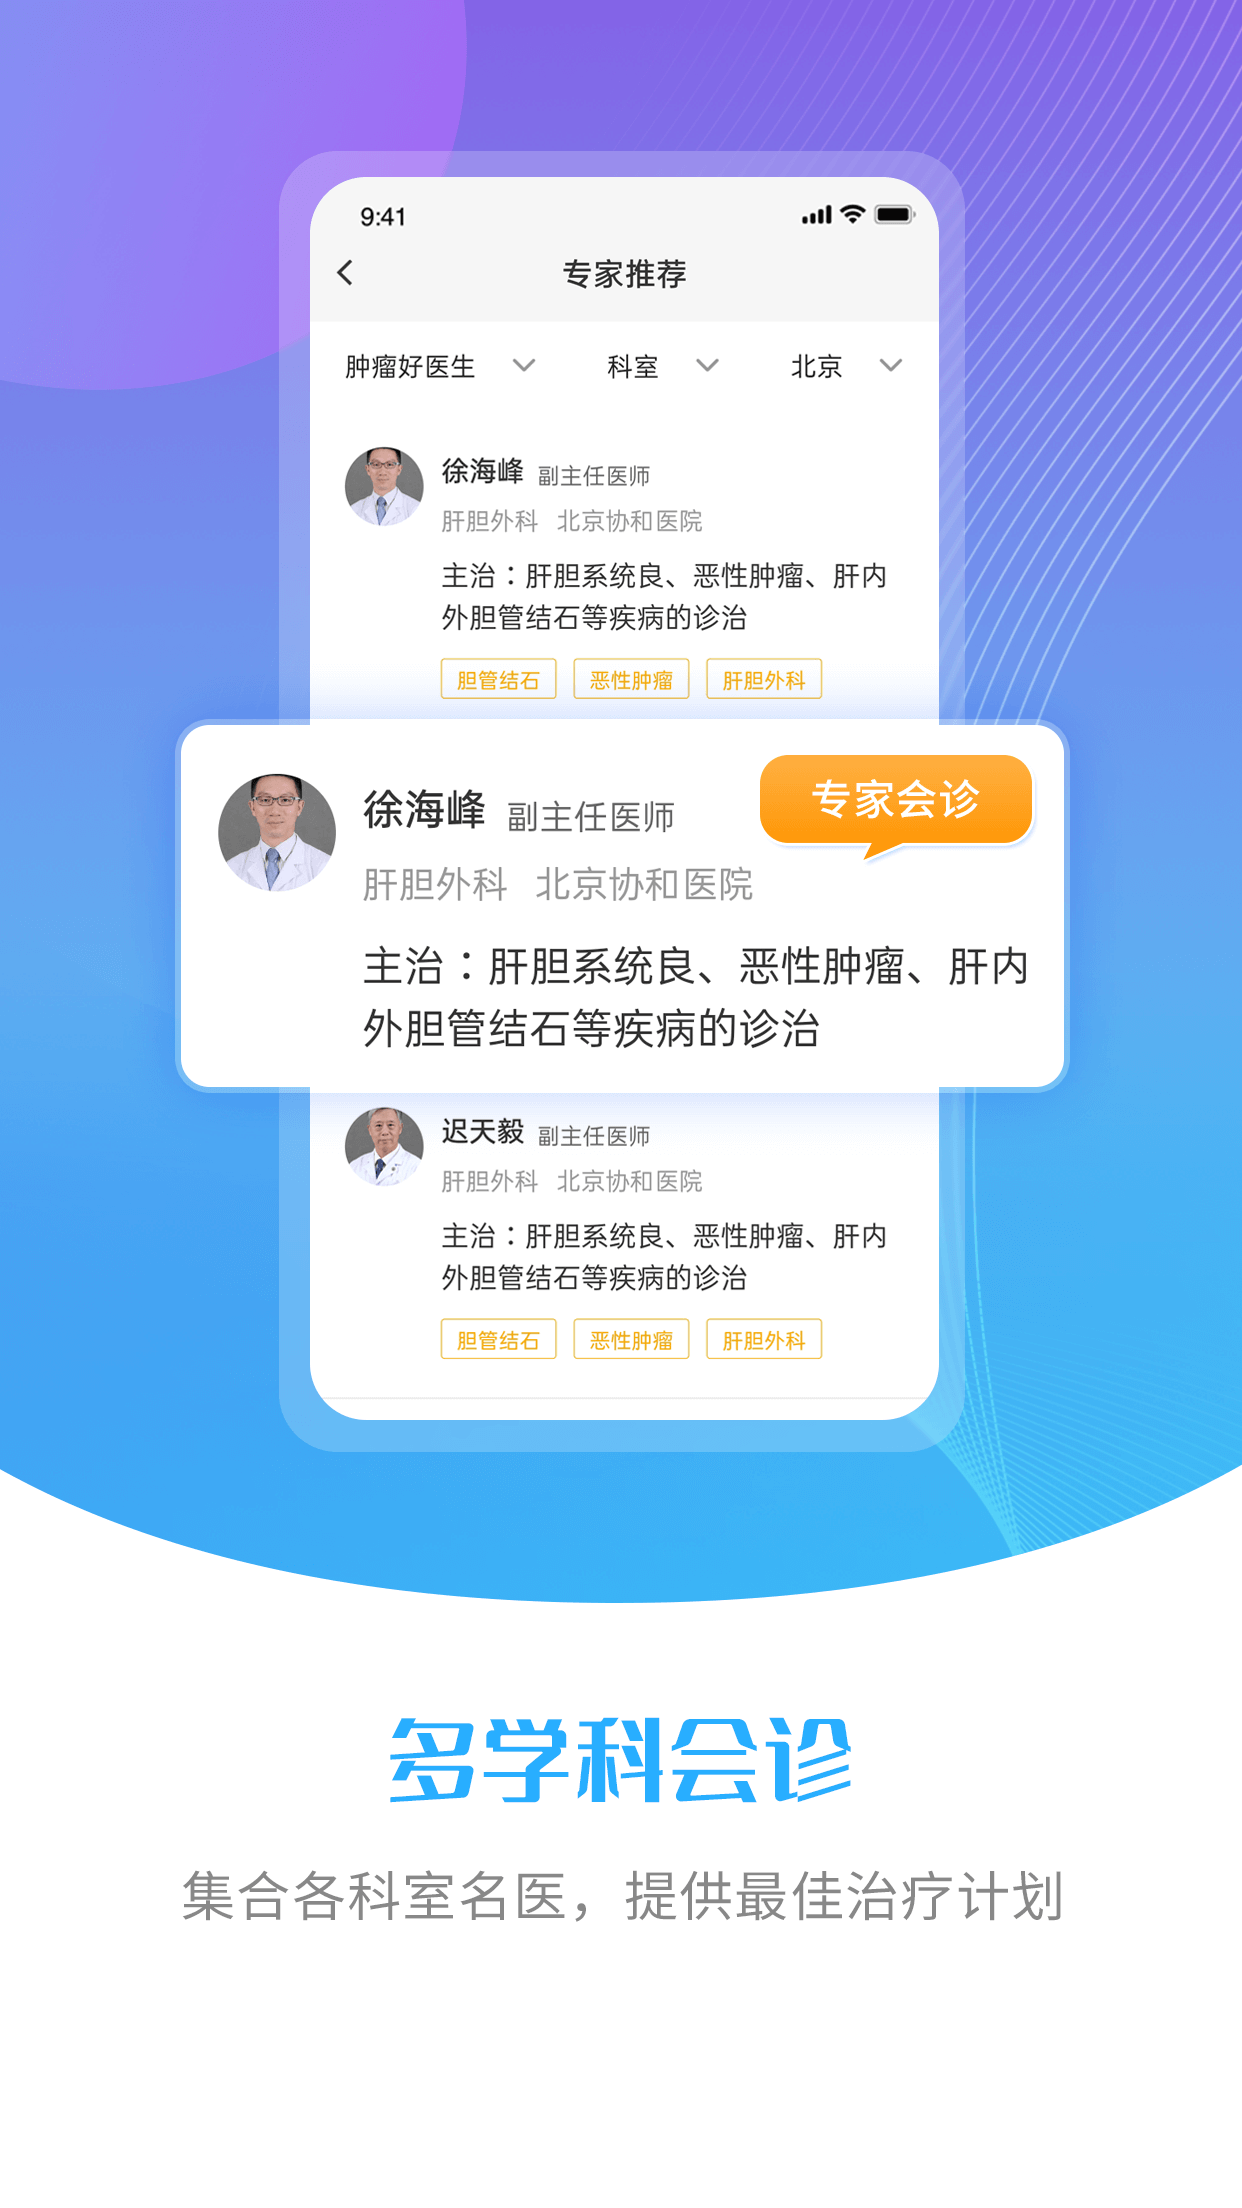 9:41
专家推荐
肿瘤好医生 科室 北京
徐海峰 副主任医师
肝胆外科 北京协和医院
主治：肝胆系统良、恶性肿瘤、肝内
外胆管结石等疾病的诊治
胆管结石 恶性肿瘤 肝胆外科
专家会诊
徐海峰 副主任医师
肝胆外科 北京协和医院
主治：肝胆系统良、恶性肿瘤、肝内
外胆管结石等疾病的诊治
迟天毅 副主任医师
肝胆外科 北京协和医院
主治：肝胆系统良、恶性肿瘤、肝内
外胆管结石等疾病的诊治
胆管结石 恶性肿瘤 肝胆外科
多学科会诊
集合各科室名医，提供最佳治疗计划